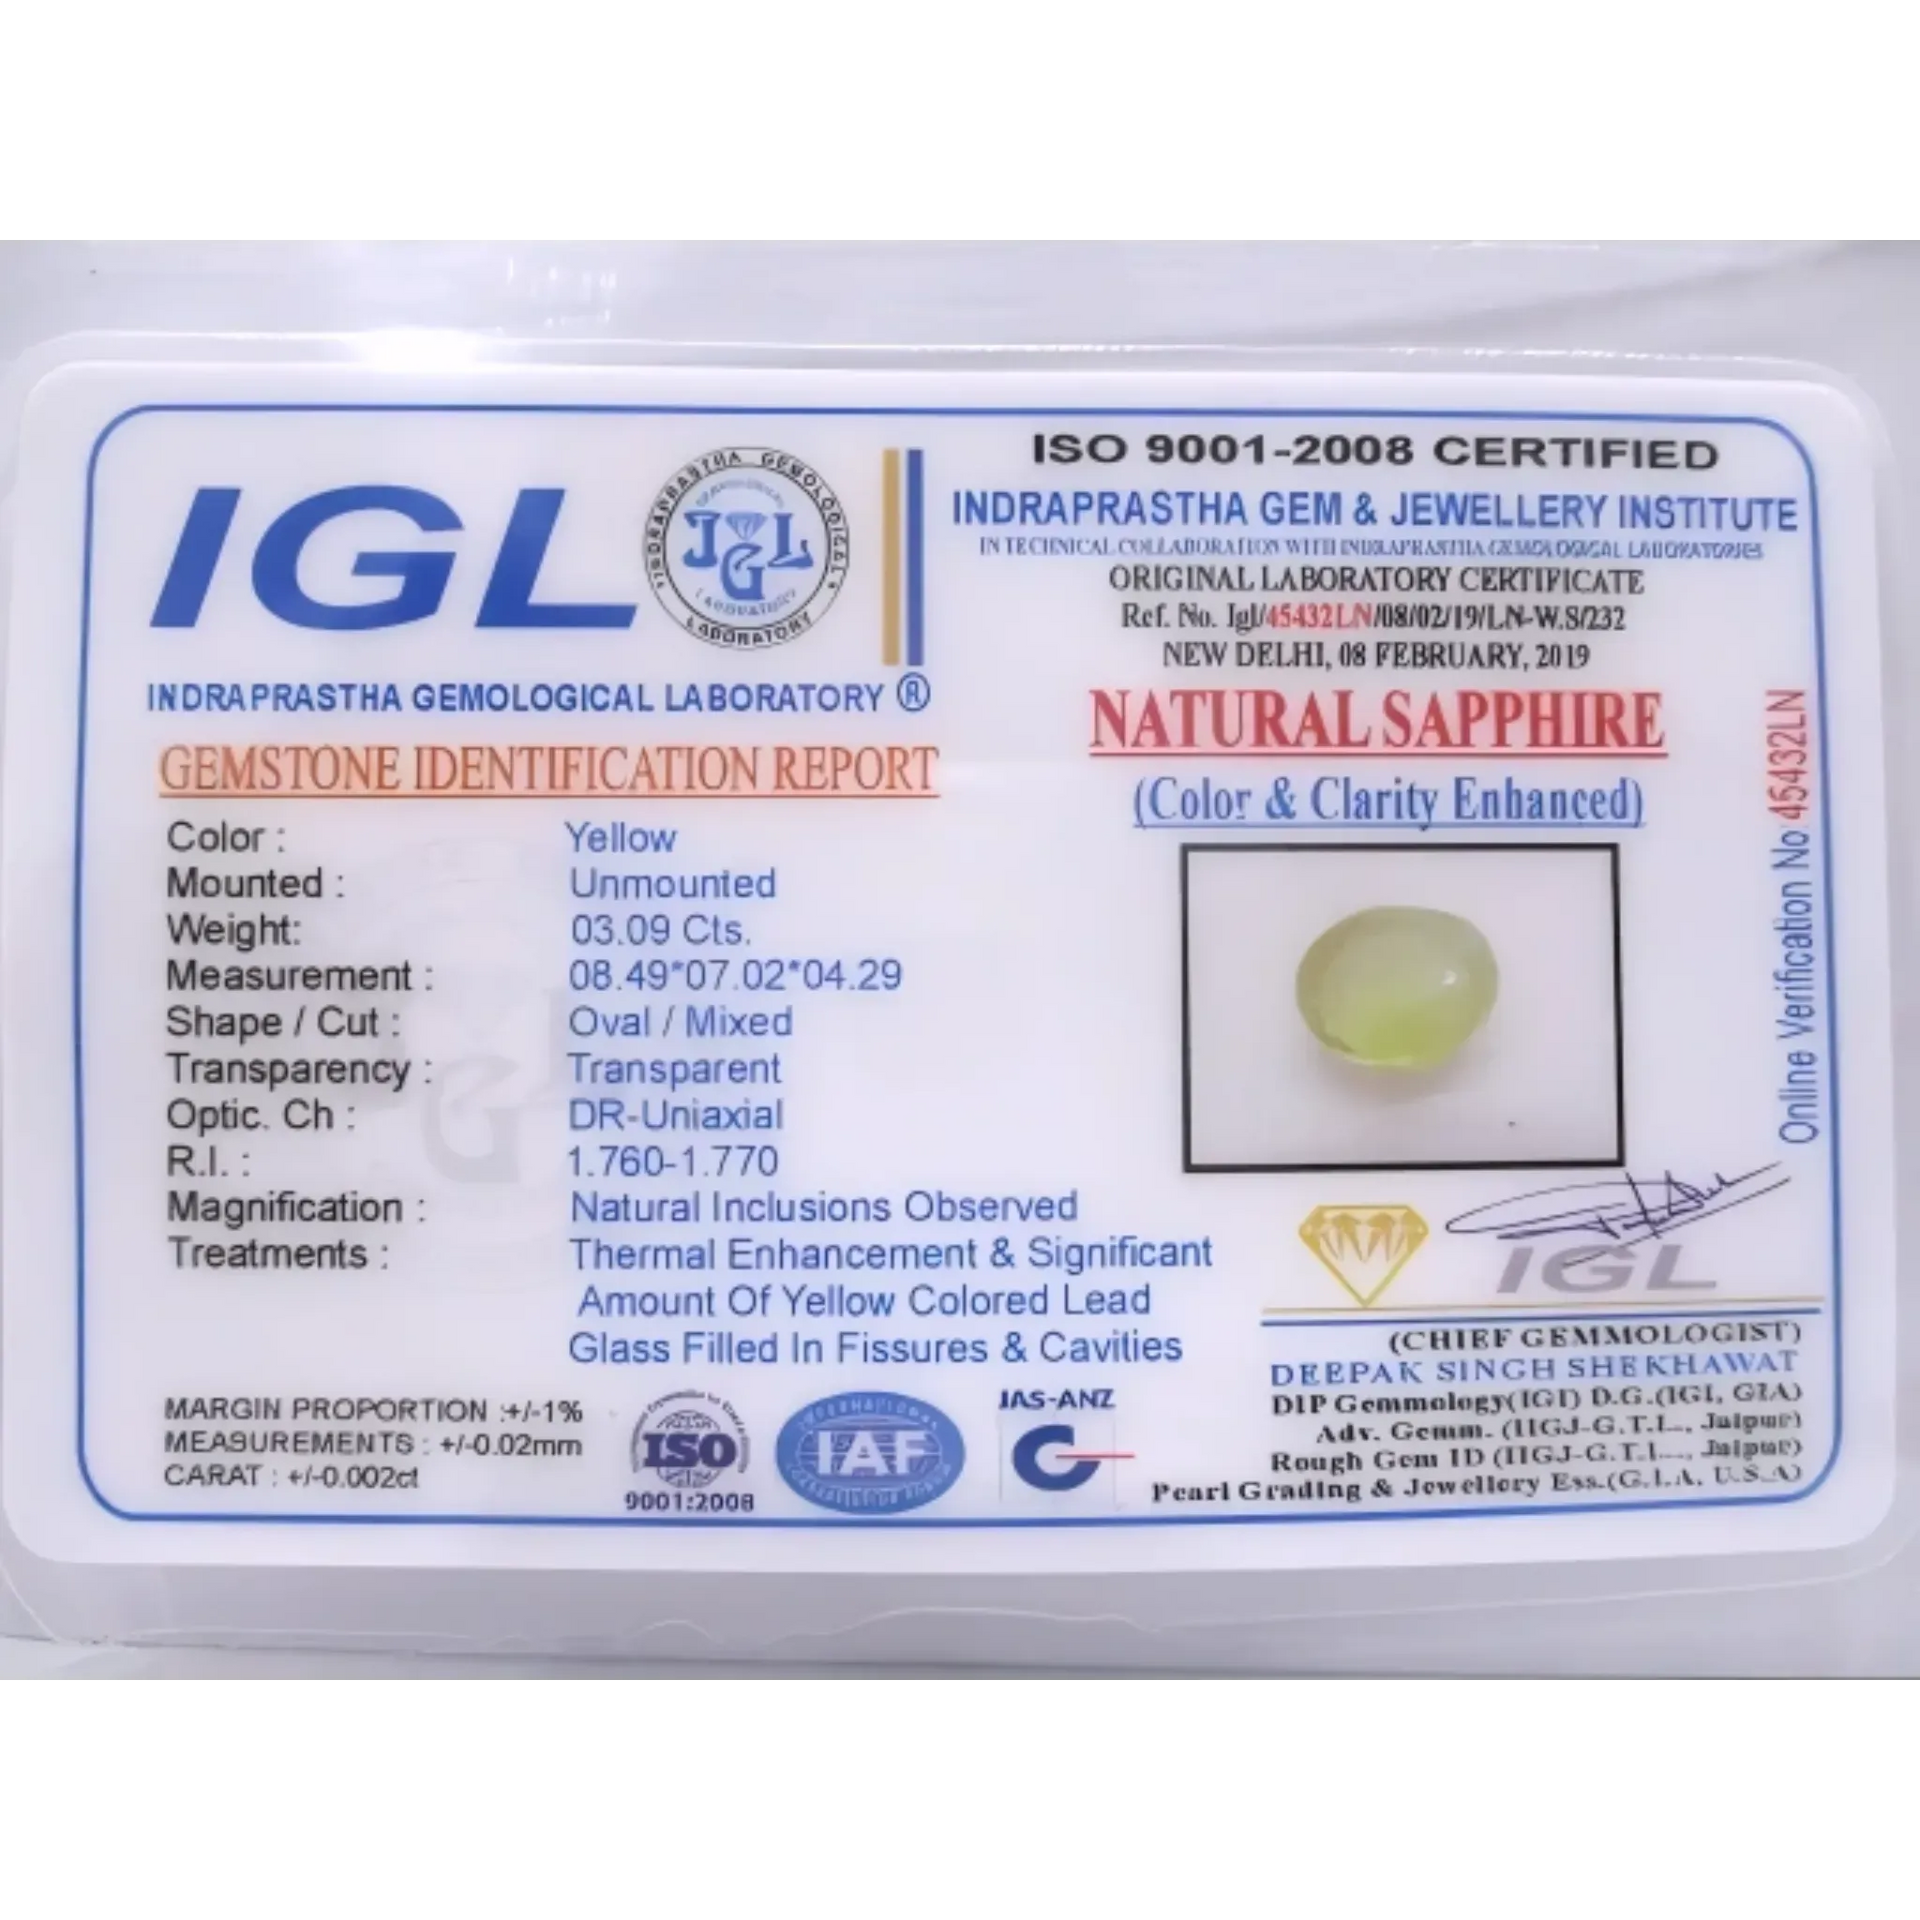 IGL
INDRAPRASTHA GEMOLOGICAL LABORATORY
IGL
LABORATORY
INDRAPRASTHA GEMOLOGICAL LABORATORY ®
GEMSTONE IDENTIFICATION REPORT
Color : Yellow
Mounted : Unmounted
Weight: 03.09 Cts.
Measurement : 08.49*07.02*04.29
Shape / Cut : Oval / Mixed
Transparency : Transparent
Optic. Ch : DR-Uniaxial
R.I. : 1.760-1.770
Magnification : Natural Inclusions Observed
Treatments : Thermal Enhancement & Significant
Amount Of Yellow Colored Lead
Glass Filled In Fissures & Cavities
MARGIN PROPORTION :+/-1%
MEASUREMENTS : +/-0.02mm
CARAT : +/-0.002ct
ISO
9001:2008
INTERNATIONAL
IAF
JAS-ANZ
ISO 9001-2008 CERTIFIED
INDRAPRASTHA GEM & JEWELLERY INSTITUTE
IN TECHNICAL COLLABORATION WITH INDRAPRASTHA GEMOLOGICAL LABORATORIES
ORIGINAL LABORATORY CERTIFICATE
Ref. No. Igl/45432LN/08/02/19/LN-W.S/232
NEW DELHI, 08 FEBRUARY, 2019
NATURAL SAPPHIRE
(Color & Clarity Enhanced)
Online Verification No 45432LN
IGL
(CHIEF GEMMOLOGIST)
DEEPAK SINGH SHEKHAWAT
DIP Gemmology(IGI) D.G.(IGI, GIA)
Adv. Gemm. (IIGJ-G.T.L., Jaipur)
Rough Gem ID (IIGJ-G.T.L., Jaipur)
Pearl Grading & Jewellery Ess.(G.I.A, U.S.A)